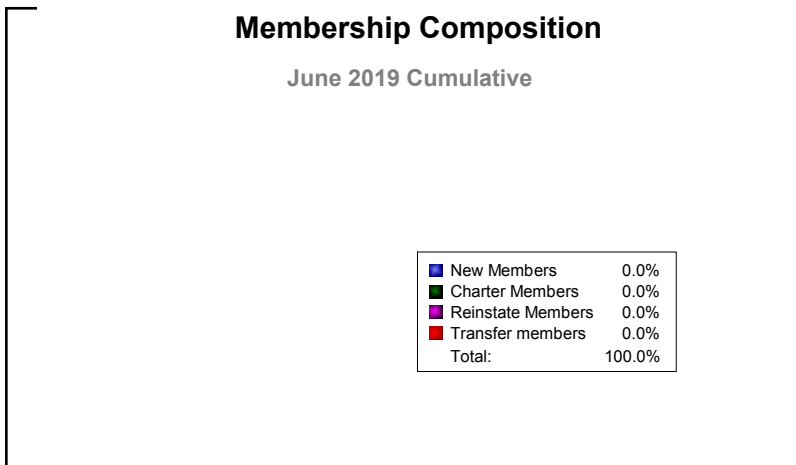 Membership Composition
June 2019 Cumulative
New Members 0.0%
Charter Members 0.0%
Reinstate Members 0.0%
Transfer members 0.0%
Total: 100.0%